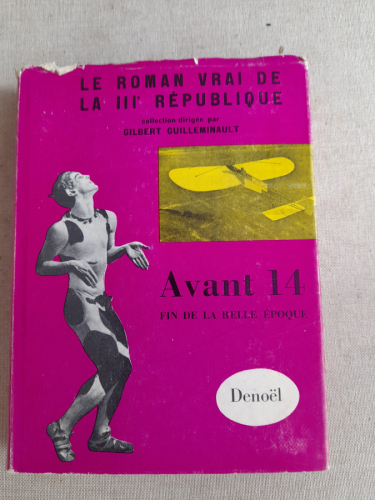 LE ROMAN VRAI DE
LA IIIe RÉPUBLIQUE
collection dirigée par
GILBERT GUILLEMINAULT
Avant 14
FIN DE LA BELLE ÉPOQUE
Denoël